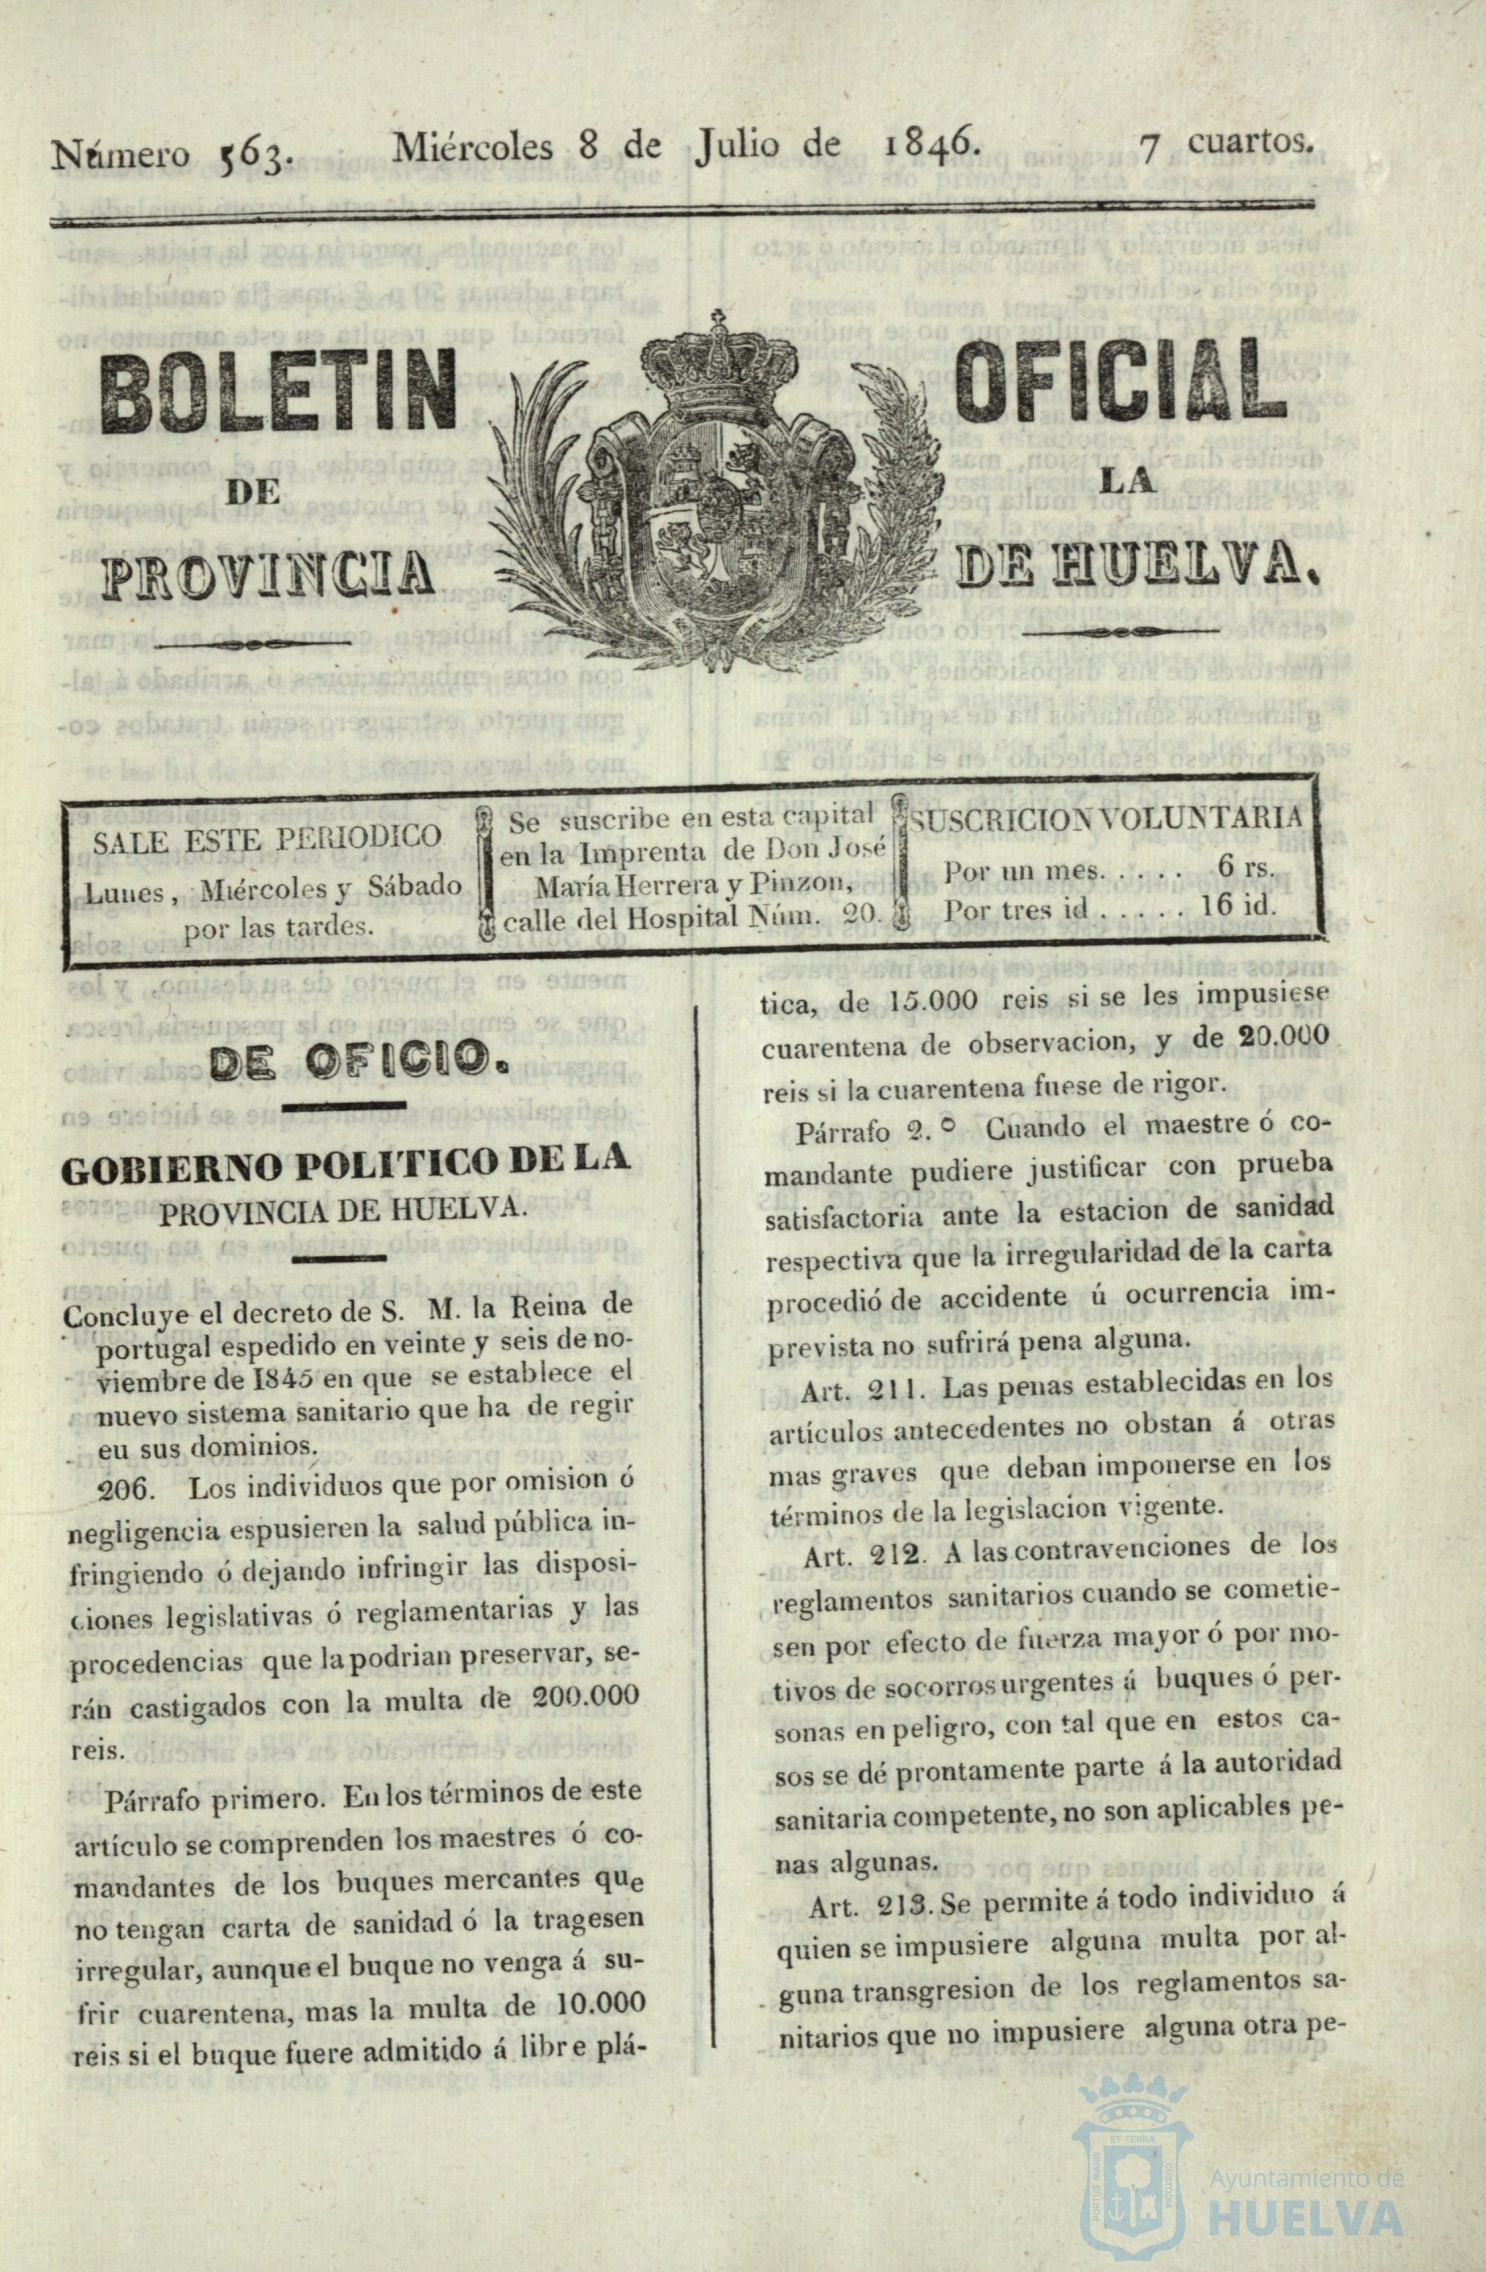 Número 563. Miércoles 8 de Julio de 1846. 7 cuartos.
BOLETIN OFICIAL
DE LA
PROVINCIA DE HUELVA.
SALE ESTE PERIODICO
Lunes, Miércoles y Sábado
por las tardes.
Se suscribe en esta capital
en la Imprenta de Don José
María Herrera y Pinzon,
calle del Hospital Núm. 20.
SUSCRICION VOLUNTARIA
Por un mes. . . . . 6 rs.
Por tres id . . . . . 16 id.
DE OFICIO.
GOBIERNO POLITICO DE LA
PROVINCIA DE HUELVA.
Concluye el decreto de S. M. la Reina de
portugal espedido en veinte y seis de no-
viembre de 1845 en que se establece el
nuevo sistema sanitario que ha de regir
eu sus dominios.
206. Los individuos que por omision ó
negligencia espusieren la salud pública in-
fringiendo ó dejando infringir las disposi-
ciones legislativas ó reglamentarias y las
procedencias que la podrian preservar, se-
rán castigados con la multa de 200.000
reis.
Párrafo primero. En los términos de este
artículo se comprenden los maestres ó co-
mandantes de los buques mercantes que
no tengan carta de sanidad ó la tragesen
irregular, aunque el buque no venga á su-
frir cuarentena, mas la multa de 10.000
reis si el buque fuere admitido á libre plá-
tica, de 15.000 reis si se les impusiese
cuarentena de observacion, y de 20.000
reis si la cuarentena fuese de rigor.
Párrafo 2.º Cuando el maestre ó co-
mandante pudiere justificar con prueba
satisfactoria ante la estacion de sanidad
respectiva que la irregularidad de la carta
procedió de accidente ú ocurrencia im-
prevista no sufrirá pena alguna.
Art. 211. Las penas establecidas en los
artículos antecedentes no obstan á otras
mas graves que deban imponerse en los
términos de la legislacion vigente.
Art. 212. A las contravenciones de los
reglamentos sanitarios cuando se cometie-
sen por efecto de fuerza mayor ó por mo-
tivos de socorros urgentes á buques ó per-
sonas en peligro, con tal que en estos ca-
sos se dé prontamente parte á la autoridad
sanitaria competente, no son aplicables pe-
nas algunas.
Art. 213. Se permite á todo individuo á
quien se impusiere alguna multa por al-
guna transgresion de los reglamentos sa-
nitarios que no impusiere alguna otra pe-
PORTUS MARIS
ET TERRÆ
CUSTODIA
Ayuntamiento de
HUELVA